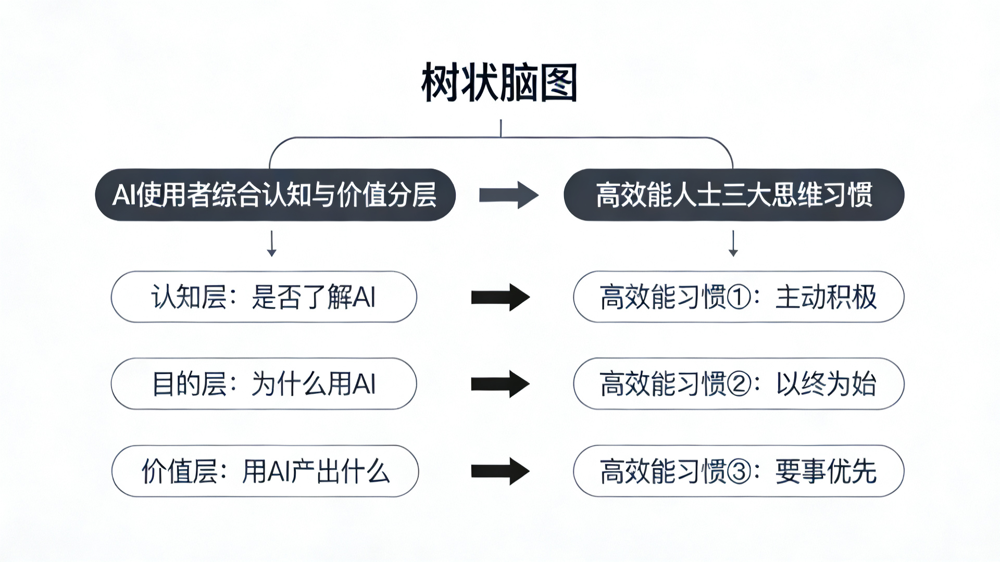 树状脑图
AI使用者综合认知与价值分层
高效能人士三大思维习惯
认知层：是否了解AI
高效能习惯①：主动积极
目的层：为什么用AI
高效能习惯②：以终为始
价值层：用AI产出什么
高效能习惯③：要事优先